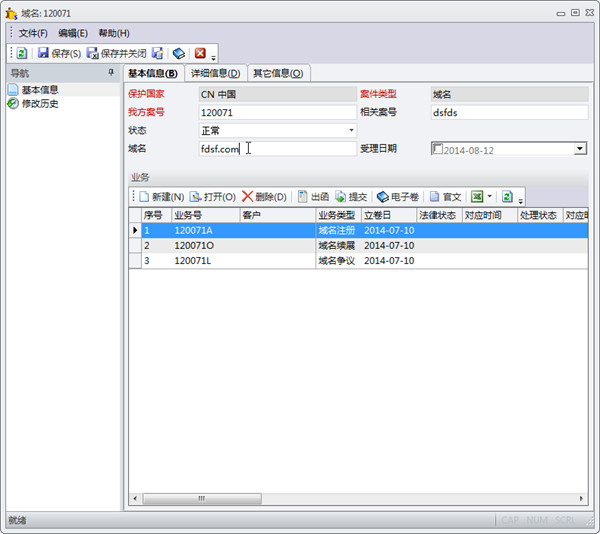 域名: 120071
文件(F) 编辑(E) 帮助(H)
保存(S) 保存并关闭
导航
基本信息
修改历史
基本信息(B) 详细信息(D) 其它信息(O)
保护国家 CN 中国 案件类型 域名
我方案号 120071 相关案号 dsfds
状态 正常
域名 fdsf.com 受理日期 2014-08-12
业务
新建(N) 打开(O) 删除(D) 出函 提交 电子卷 官文
序号 业务号 客户 业务类型 立卷日 法律状态 对应时间 处理状态 对应时
1 120071A 域名注册 2014-07-10
2 120071O 域名续展 2014-07-10
3 120071L 域名争议 2014-07-10
就绪 CAP NUM SCRL